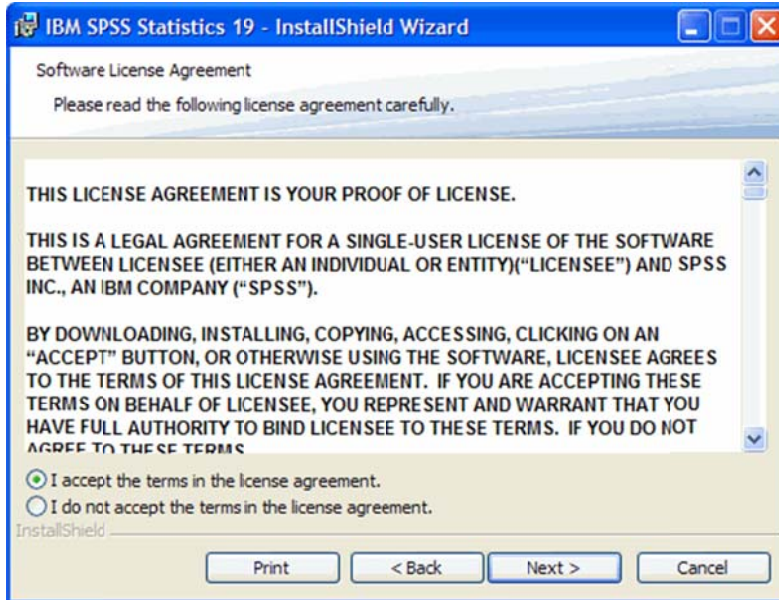 IBM SPSS Statistics 19 - InstallShield Wizard
Software License Agreement
Please read the following license agreement carefully.
THIS LICENSE AGREEMENT IS YOUR PROOF OF LICENSE.
THIS IS A LEGAL AGREEMENT FOR A SINGLE-USER LICENSE OF THE SOFTWARE
BETWEEN LICENSEE (EITHER AN INDIVIDUAL OR ENTITY)(“LICENSEE”) AND SPSS
INC., AN IBM COMPANY (“SPSS”).
BY DOWNLOADING, INSTALLING, COPYING, ACCESSING, CLICKING ON AN
“ACCEPT” BUTTON, OR OTHERWISE USING THE SOFTWARE, LICENSEE AGREES
TO THE TERMS OF THIS LICENSE AGREEMENT. IF YOU ARE ACCEPTING THESE
TERMS ON BEHALF OF LICENSEE, YOU REPRESENT AND WARRANT THAT YOU
HAVE FULL AUTHORITY TO BIND LICENSEE TO THESE TERMS. IF YOU DO NOT
AGREE TO THESE TERMS
I accept the terms in the license agreement.
I do not accept the terms in the license agreement.
InstallShield
Print
< Back
Next >
Cancel